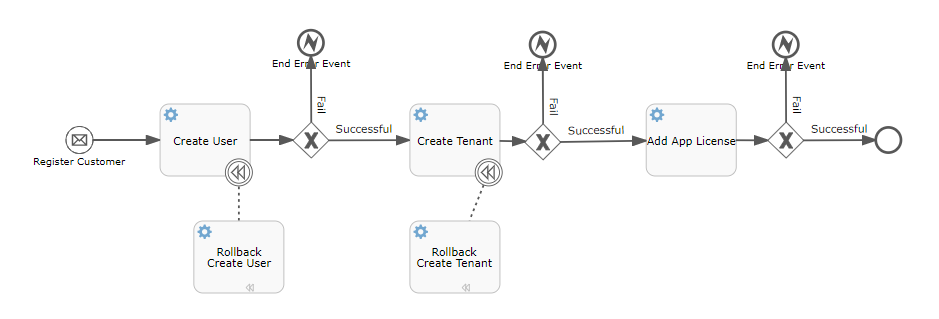 End Error Event
End Error Event
End Error Event
Fail
Fail
Fail
Register Customer
Create User
Successful
Create Tenant
Successful
Add App License
Successful
Rollback
Create User
Rollback
Create Tenant